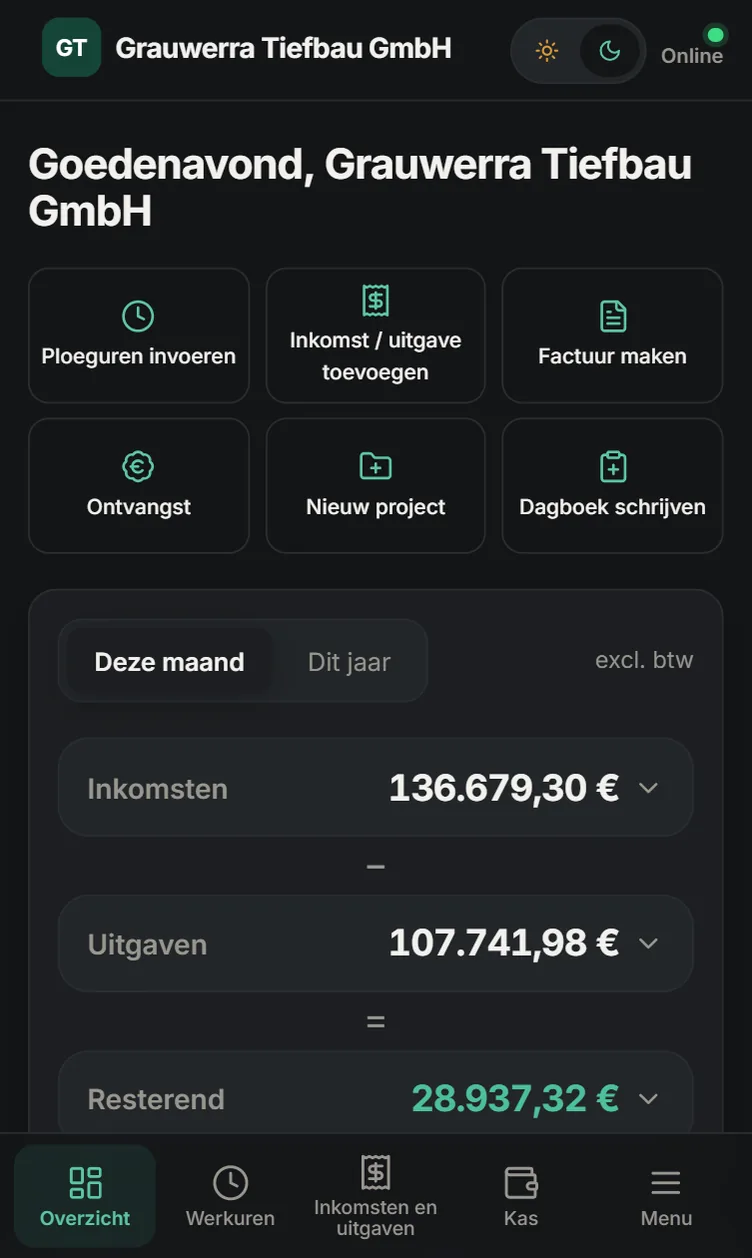 GT
Grauwerra Tiefbau GmbH
Online
Goedenavond, Grauwerra Tiefbau
GmbH
Ploeguren invoeren
Inkomst / uitgave
toevoegen
Factuur maken
Ontvangst
Nieuw project
Dagboek schrijven
Deze maand
Dit jaar
excl. btw
Inkomsten
136.679,30 €
−
Uitgaven
107.741,98 €
=
Resterend
28.937,32 €
Overzicht
Werkuren
Inkomsten en
uitgaven
Kas
Menu